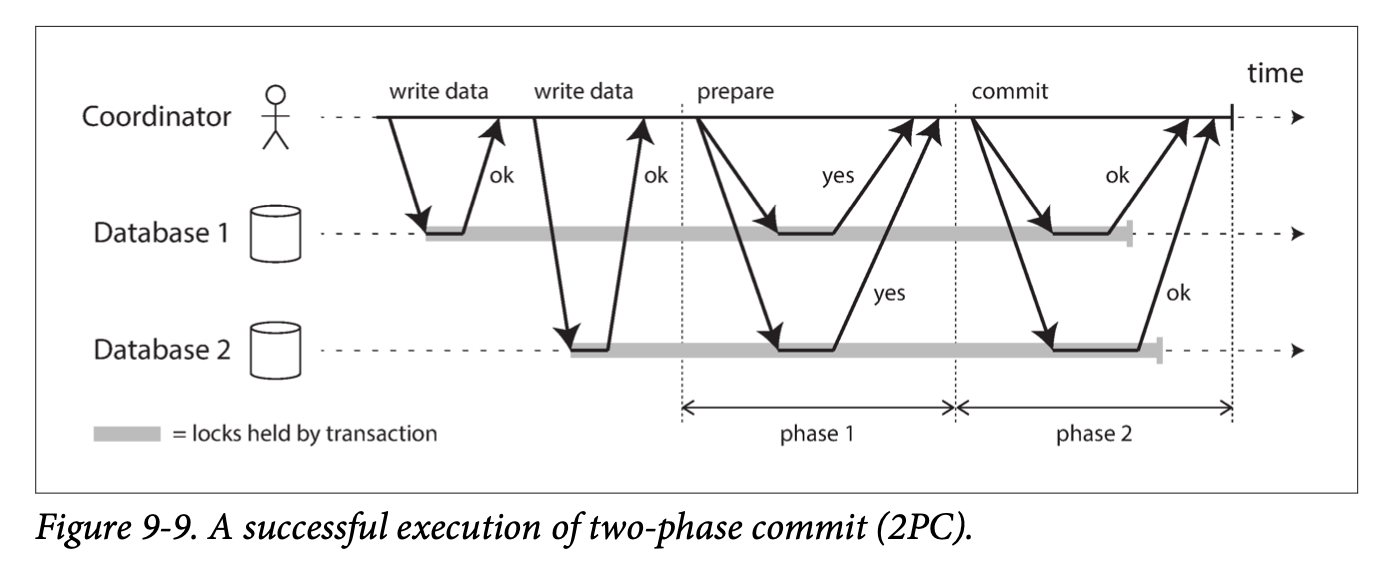 time
write data write data prepare commit
Coordinator
ok ok yes ok
Database 1
yes ok
Database 2
= locks held by transaction phase 1 phase 2
Figure 9-9. A successful execution of two-phase commit (2PC).